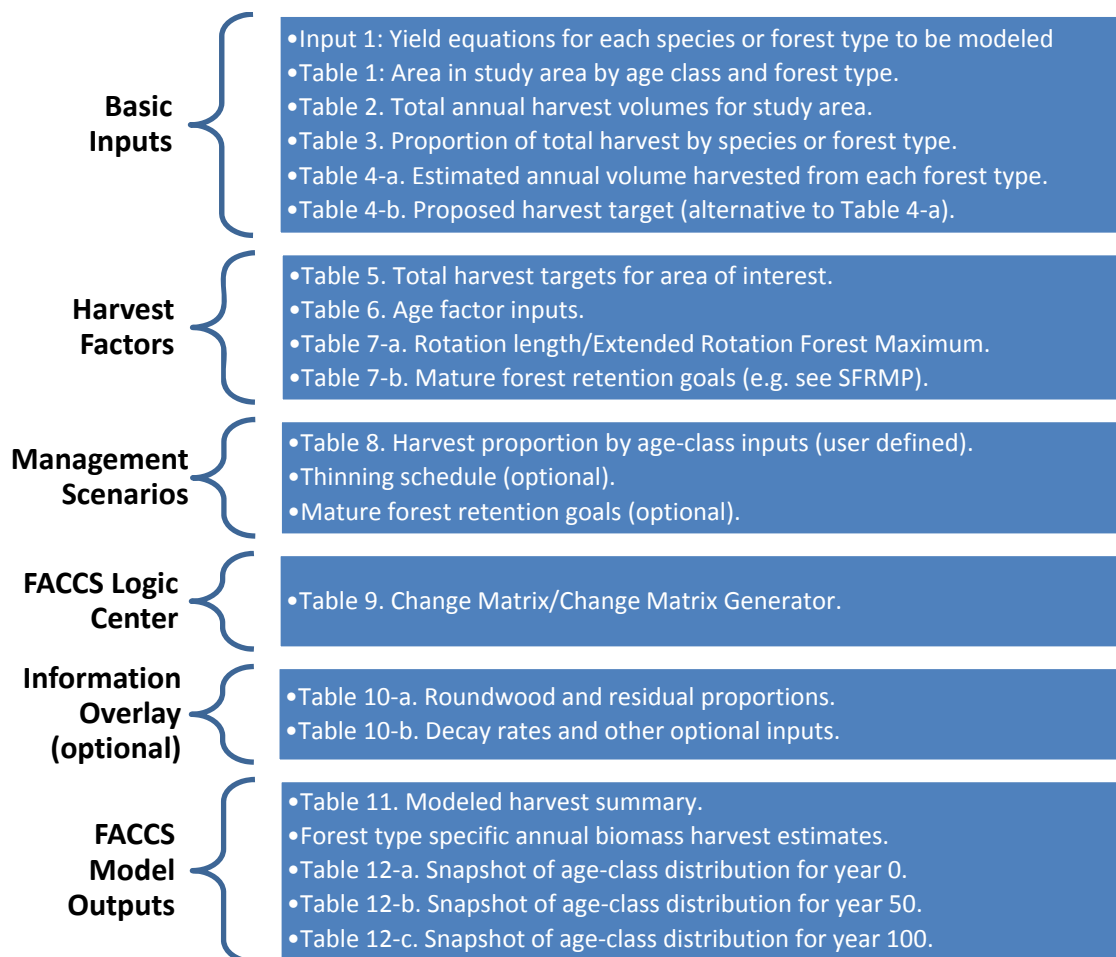 Basic
Inputs
•Input 1: Yield equations for each species or forest type to be modeled
•Table 1: Area in study area by age class and forest type.
•Table 2. Total annual harvest volumes for study area.
•Table 3. Proportion of total harvest by species or forest type.
•Table 4-a. Estimated annual volume harvested from each forest type.
•Table 4-b. Proposed harvest target (alternative to Table 4-a).
Harvest
Factors
•Table 5. Total harvest targets for area of interest.
•Table 6. Age factor inputs.
•Table 7-a. Rotation length/Extended Rotation Forest Maximum.
•Table 7-b. Mature forest retention goals (e.g. see SFRMP).
Management
Scenarios
•Table 8. Harvest proportion by age-class inputs (user defined).
•Thinning schedule (optional).
•Mature forest retention goals (optional).
FACCS Logic
Center
•Table 9. Change Matrix/Change Matrix Generator.
Information
Overlay
(optional)
•Table 10-a. Roundwood and residual proportions.
•Table 10-b. Decay rates and other optional inputs.
FACCS
Model
Outputs
•Table 11. Modeled harvest summary.
•Forest type specific annual biomass harvest estimates.
•Table 12-a. Snapshot of age-class distribution for year 0.
•Table 12-b. Snapshot of age-class distribution for year 50.
•Table 12-c. Snapshot of age-class distribution for year 100.